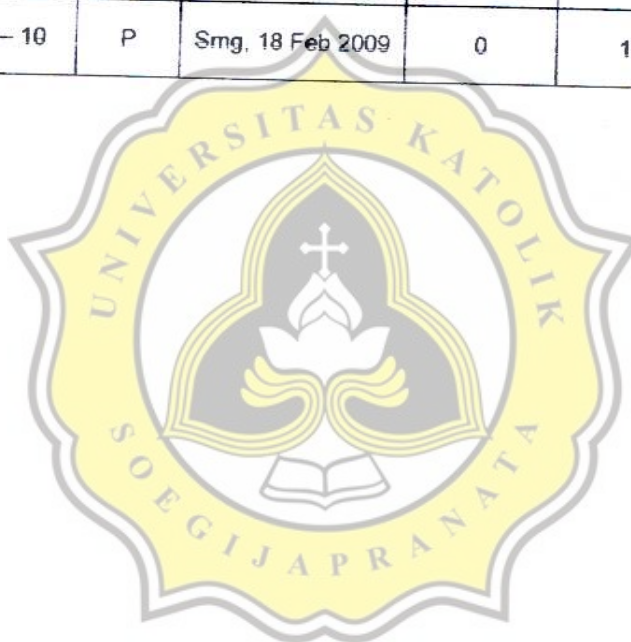 – 10 P Smg, 18 Feb 2009 0 1
UNIVERSITAS KATOLIK
SOEGIJAPRANATA